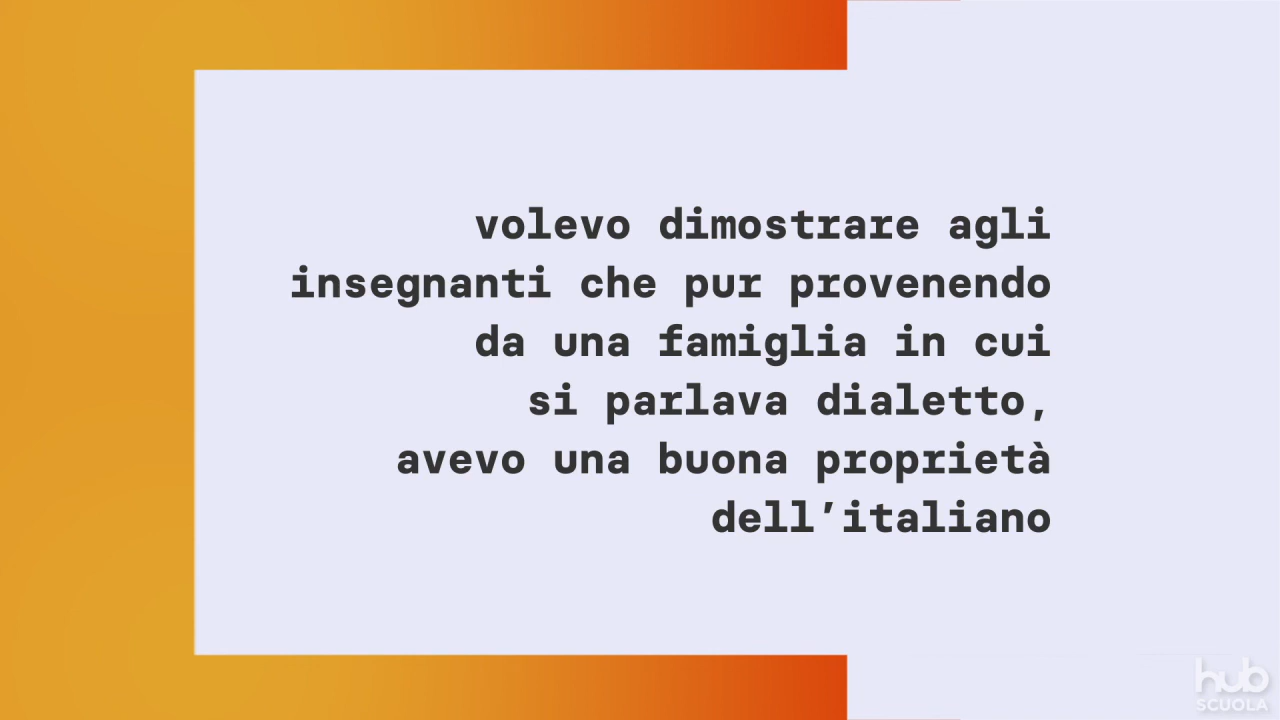 volevo dimostrare agli
insegnanti che pur provenendo
da una famiglia in cui
si parlava dialetto,
avevo una buona proprietà
dell’italiano
hub
SCUOLA